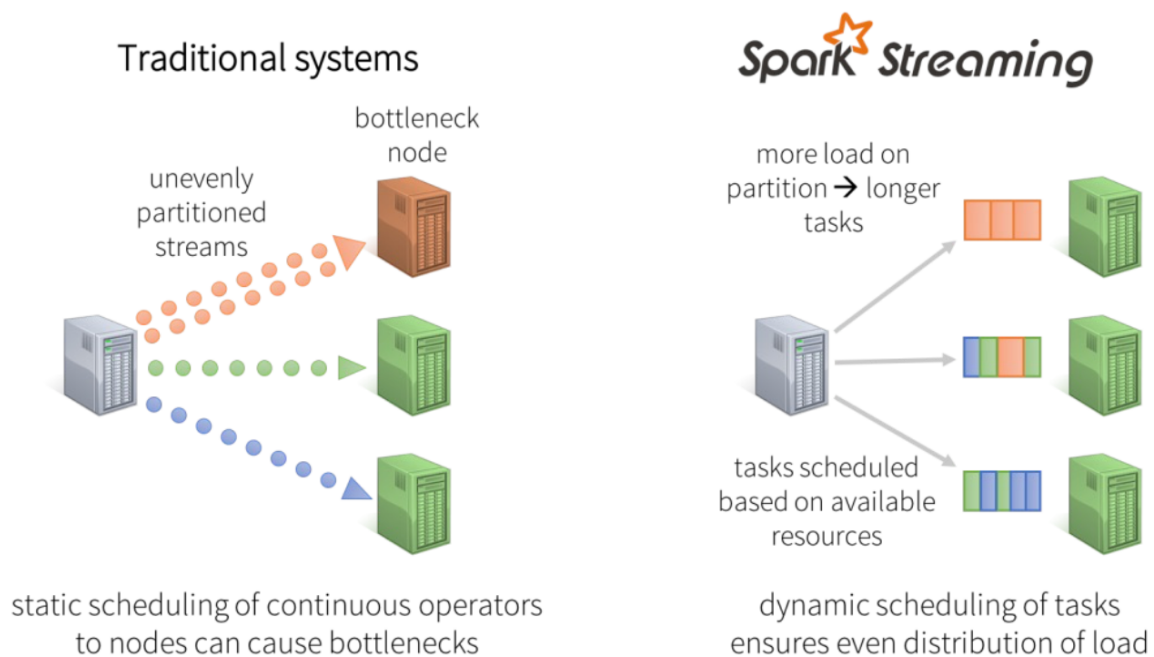 Traditional systems
bottleneck
node
unevenly
partitioned
streams
static scheduling of continuous operators
to nodes can cause bottlenecks
Spark Streaming
more load on
partition → longer
tasks
tasks scheduled
based on available
resources
dynamic scheduling of tasks
ensures even distribution of load